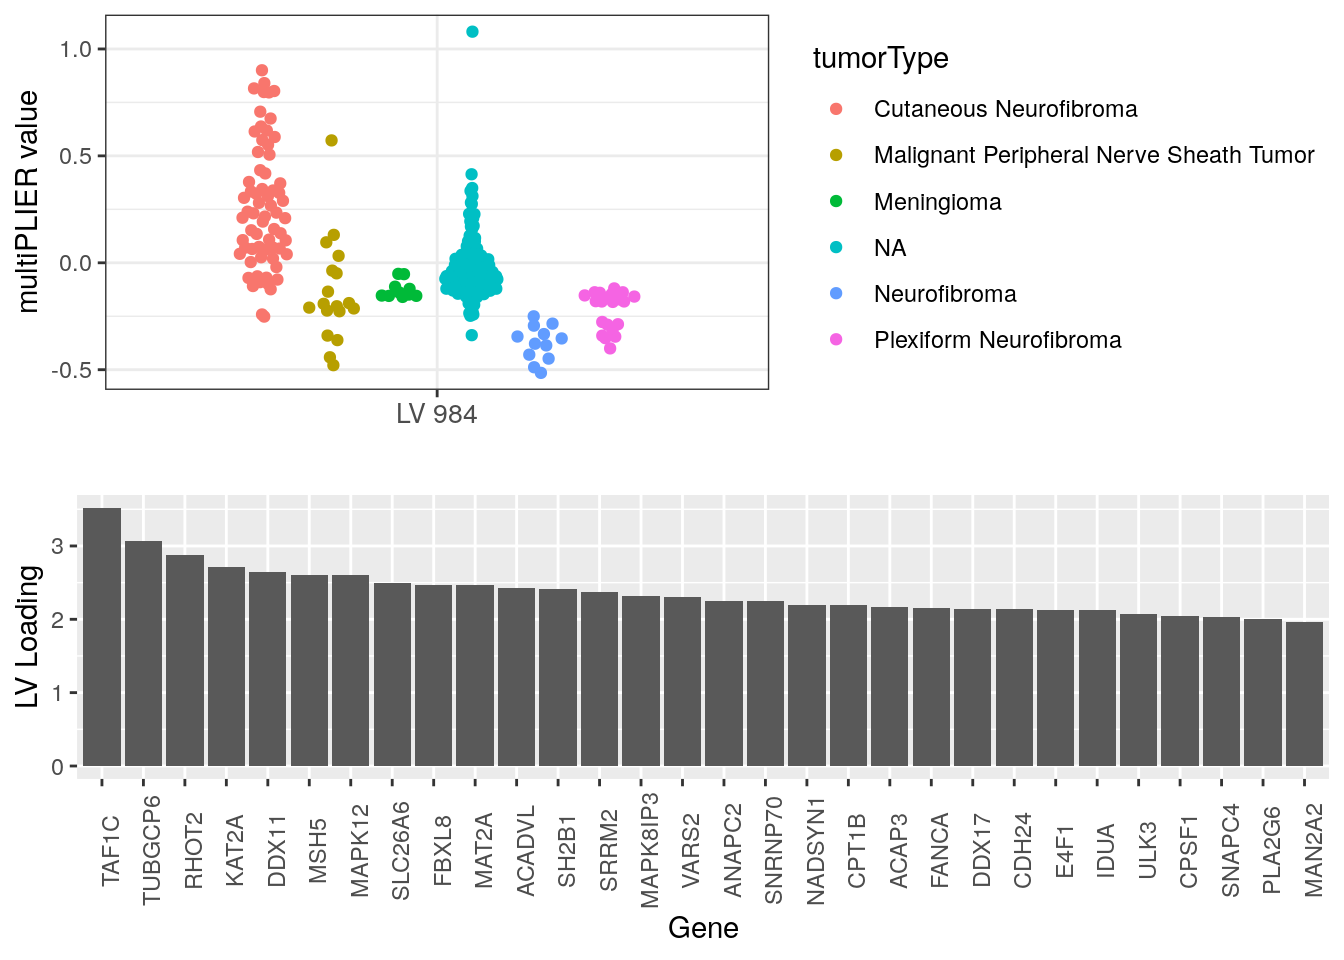 multiPLIER value
1.0
0.5
0.0
-0.5
LV 984
tumorType
Cutaneous Neurofibroma
Malignant Peripheral Nerve Sheath Tumor
Meningioma
NA
Neurofibroma
Plexiform Neurofibroma
LV Loading
3
2
1
0
TAF1C
TUBGCP6
RHOT2
KAT2A
DDX11
MSH5
MAPK12
SLC26A6
FBXL8
MAT2A
ACADVL
SH2B1
SRRM2
MAPK8IP3
VARS2
ANAPC2
SNRNP70
NADSYN1
CPT1B
ACAP3
FANCA
DDX17
CDH24
E4F1
IDUA
ULK3
CPSF1
SNAPC4
PLA2G6
MAN2A2
Gene